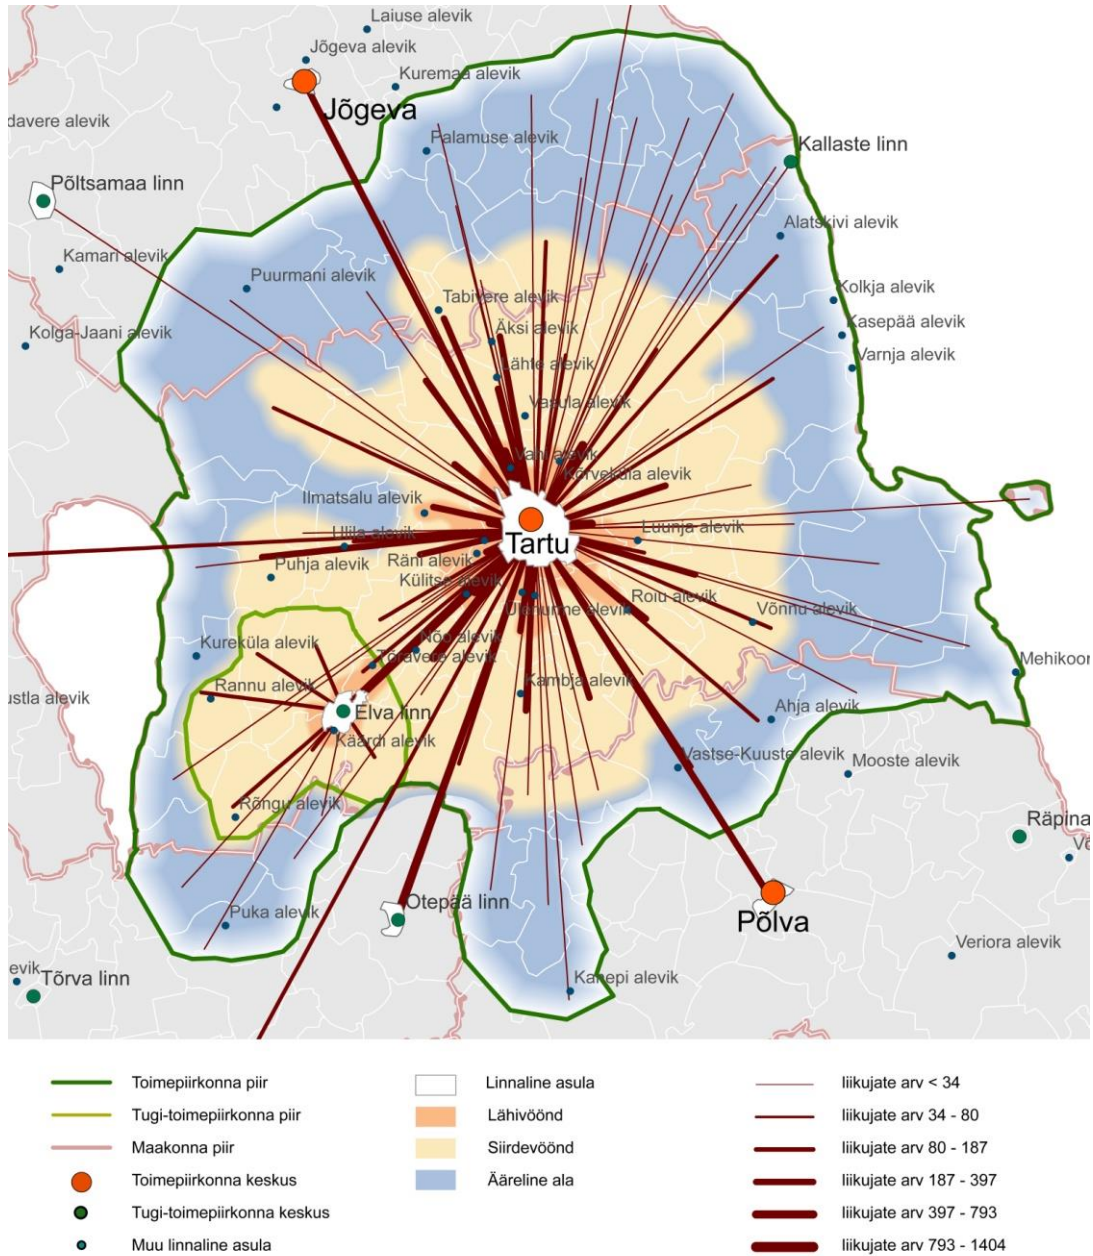 Laiuse alevik
Jõgeva alevik
Kuremaa alevik
Jõgeva
davere alevik
Palamuse alevik
Kallaste linn
Põltsamaa linn
Alatskivi alevik
Kamari alevik
Puurmani alevik
Tabivere alevik
Kolkja alevik
Kolga-Jaani alevik
Äksi alevik
Kasepää alevik
Varnja alevik
Lähte alevik
Vasula alevik
Vahi alevik
Kõrveküla alevik
Ilmatsalu alevik
Ulila alevik
Luunja alevik
Tartu
Puhja alevik
Räni alevik
Külitse alevik
Ülenurme alevik
Roiu alevik
Võnnu alevik
Kureküla alevik
Nõo alevik
Tõravere alevik
Mehikoor
Rannu alevik
ustla alevik
Kambja alevik
Elva linn
Ahja alevik
Käärdi alevik
Vastse-Kuuste alevik
Mooste alevik
Rõngu alevik
Räpina
Võ
Otepää linn
Puka alevik
Põlva
Veriora alevik
evik
Tõrva linn
Kanepi alevik
Toimepiirkonna piir
Tugi-toimepiirkonna piir
Maakonna piir
Toimepiirkonna keskus
Tugi-toimepiirkonna keskus
Muu linnaline asula
Linnaline asula
Lähivöönd
Siirdevöönd
Ääreline ala
liikujate arv < 34
liikujate arv 34 - 80
liikujate arv 80 - 187
liikujate arv 187 - 397
liikujate arv 397 - 793
liikujate arv 793 - 1404